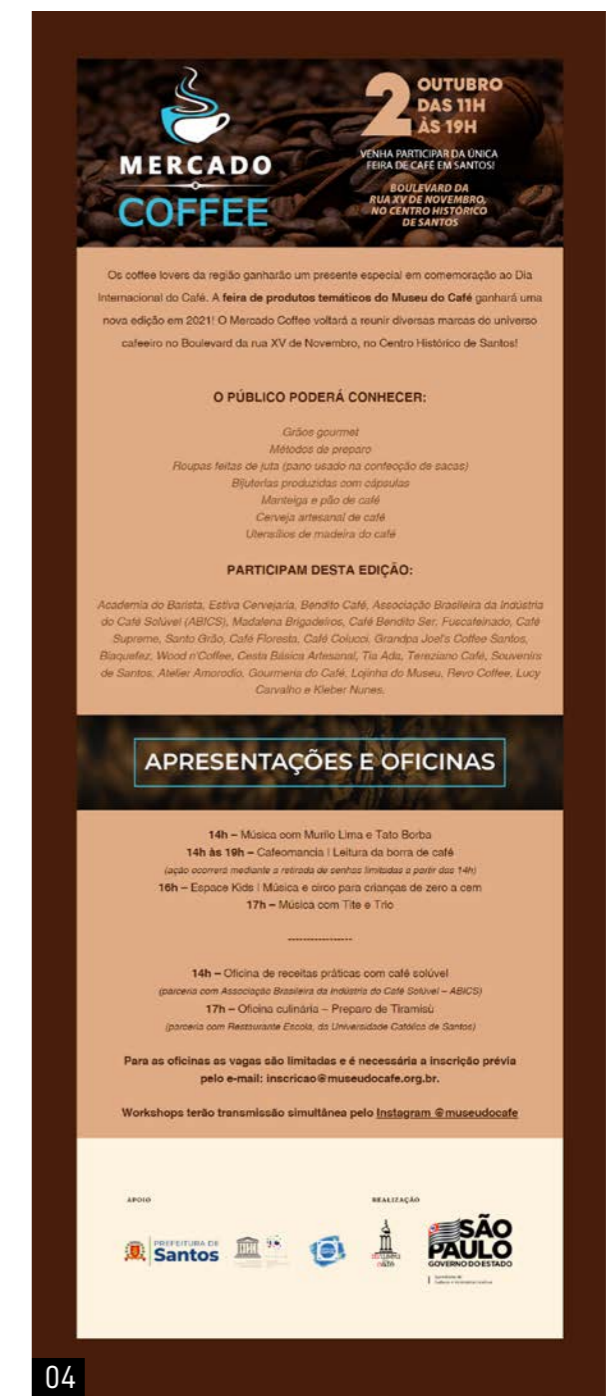 MERCADO
COFFEE
2 OUTUBRO
DAS 11H
ÀS 19H
VENHA PARTICIPAR DA ÚNICA
FEIRA DE CAFÉ EM SANTOS!
BOULEVARD DA
RUA XV DE NOVEMBRO,
NO CENTRO HISTÓRICO
DE SANTOS
Os coffee lovers da região ganharão um presente especial em comemoração ao Dia
Internacional do Café. A feira de produtos temáticos do Museu do Café ganhará uma
nova edição em 2021! O Mercado Coffee voltará a reunir diversas marcas do universo
cafeeiro no Boulevard da rua XV de Novembro, no Centro Histórico de Santos!
O PÚBLICO PODERÁ CONHECER:
Grãos gourmet
Métodos de preparo
Roupas feitas de juta (pano usado na confecção de sacas)
Bijuterias produzidas com cápsulas
Manteiga e pão de café
Cerveja artesanal de café
Utensílios de madeira do café
PARTICIPAM DESTA EDIÇÃO:
Academia do Barista, Estiva Cervejaria, Bendito Café, Associação Brasileira da Indústria
do Café Solúvel (ABICS), Madalena Brigadeiros, Café Bendito Ser, Fuscafeinado, Café
Supreme, Santo Grão, Café Floresta, Café Colucci, Grandpa Joel's Coffee Santos,
Blaquefez, Wood n'Coffee, Cesta Básica Artesanal, Tia Ada, Tereziano Café, Souvenirs
de Santos, Atelier Amorodio, Gourmeria do Café, Lojinha do Museu, Revo Coffee, Lucy
Carvalho e Kleber Nunes.
APRESENTAÇÕES E OFICINAS
14h – Música com Murilo Lima e Tato Borba
14h às 19h – Cafeomancia | Leitura da borra de café
(ação ocorrerá mediante a retirada de senhas limitadas a partir das 14h)
16h – Espace Kids | Música e circo para crianças de zero a cem
17h – Música com Tite e Trio
-----------------
14h – Oficina de receitas práticas com café solúvel
(parceria com Associação Brasileira da Indústria do Café Solúvel – ABICS)
17h – Oficina culinária – Preparo de Tiramisù
(parceria com Restaurante Escola, da Universidade Católica de Santos)
Para as oficinas as vagas são limitadas e é necessária a inscrição prévia
pelo e-mail: inscricao@museudocafe.org.br.
Workshops terão transmissão simultânea pelo Instagram @museudocafe
APOIO
REALIZAÇÃO
PREFEITURA DE
Santos
SÃO
PAULO
GOVERNO DO ESTADO
04